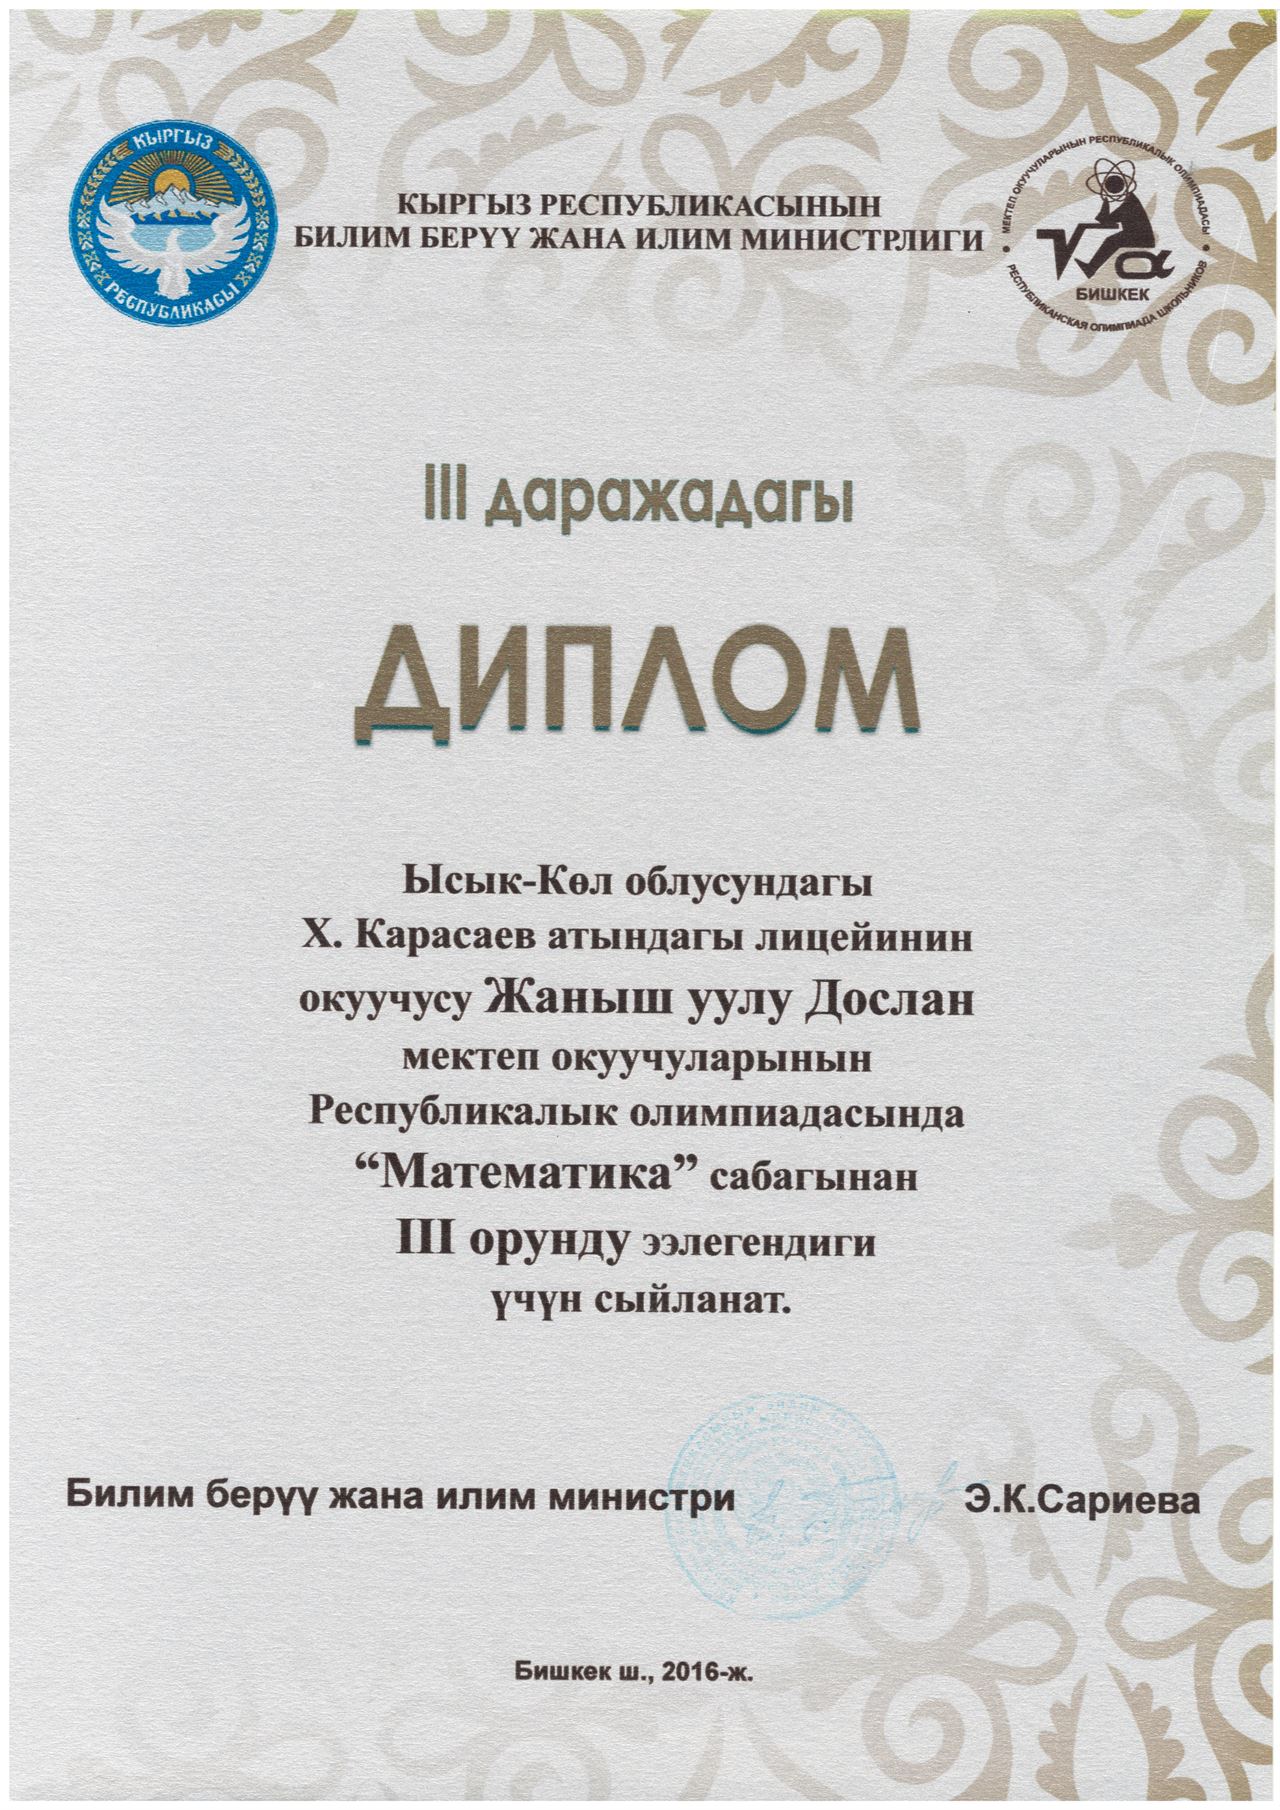 КЫРГЫЗ
РЕСПУБЛИКАСЫ
КЫРГЫЗ РЕСПУБЛИКАСЫНЫН
БИЛИМ БЕРҮҮ ЖАНА ИЛИМ МИНИСТРЛИГИ
МЕКТЕП ОКУУЧУЛАРЫНЫН РЕСПУБЛИКАЛЫК ОЛИМПИАДАСЫ
БИШКЕК
РЕСПУБЛИКАНСКАЯ ОЛИМПИАДА ШКОЛЬНИКОВ
III даражадагы
ДИПЛОМ
Ысык-Көл облусундагы
Х. Карасаев атындагы лицейинин
окуучусу Жаныш уулу Дослан
мектеп окуучуларынын
Республикалык олимпиадасында
“Математика” сабагынан
III орунду ээлегендиги
үчүн сыйланат.
Билим берүү жана илим министри Э.К.Сариева
Бишкек ш., 2016-ж.